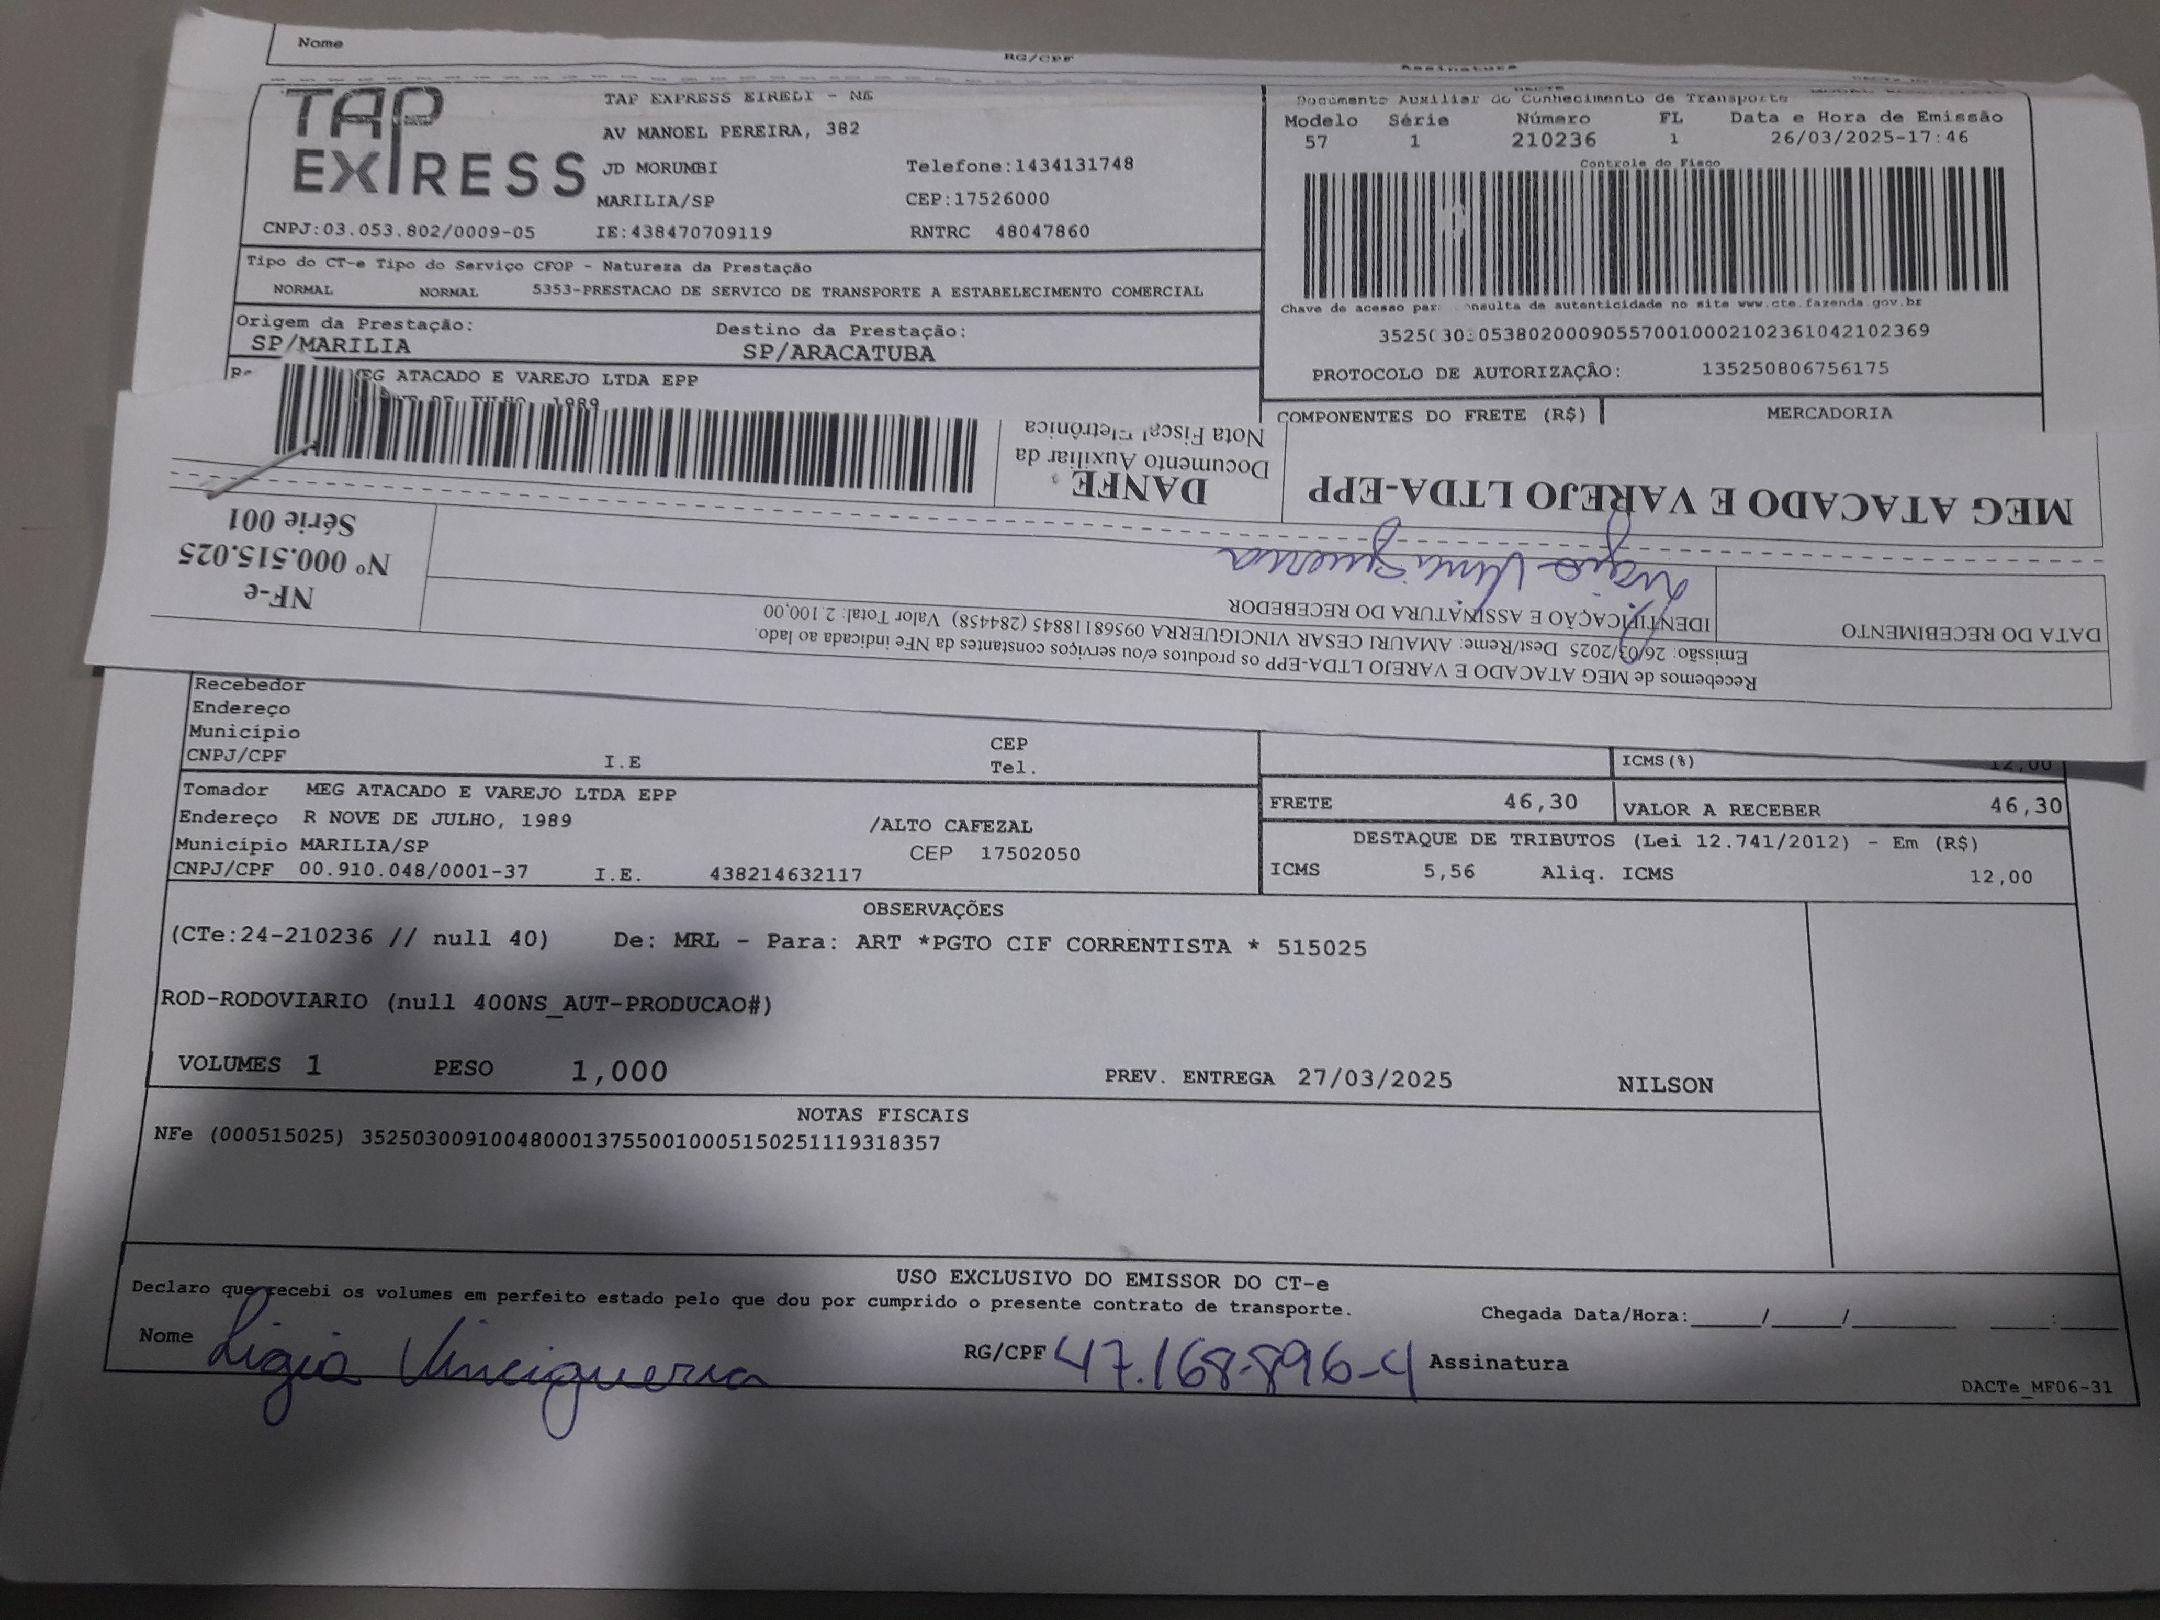 Nome RG/CPF Assinatura
TAP EXPRESS
TAP EXPRESS EIRELI - NE
AV MANOEL PEREIRA, 382
JD MORUMBI Telefone:1434131748
MARILIA/SP CEP:17526000
CNPJ:03.053.802/0009-05 IE:438470709119 RNTRC 48047860
Documento Auxiliar do Conhecimento de Transporte
Modelo Série Número FL Data e Hora de Emissão
57 1 210236 1 26/03/2025-17:46
Controle do Fisco
Chave de acesso para consulta de autenticidade no site www.cte.fazenda.gov.br
PROTOCOLO DE AUTORIZAÇÃO: 135250806756175
Tipo do CT-e Tipo do Serviço CFOP - Natureza da Prestação
NORMAL NORMAL 5353-PRESTACAO DE SERVICO DE TRANSPORTE A ESTABELECIMENTO COMERCIAL
Origem da Prestação: Destino da Prestação:
SP/MARILIA SP/ARACATUBA
MEG ATACADO E VAREJO LTDA EPP
JULHO, 1989
COMPONENTES DO FRETE (R$) MERCADORIA
Recebemos de MEG ATACADO E VAREJO LTDA-EPP os produtos e/ou serviços constantes da NFe indicada ao lado.
Emissão: 26/03/2025 Dest/Reme: AMAURI CESAR VINCIGUERRA 09568118845 (284458) Valor Total: 2.100,00
DATA DO RECEBIMENTO IDENTIFICAÇÃO E ASSINATURA DO RECEBEDOR
Ligia Vinciguerra
NF-e
Nº 000.515.025
Série 001
MEG ATACADO E VAREJO LTDA-EPP
DANFE
Documento Auxiliar da
Nota Fiscal Eletrônica
Recebedor
Endereço
Município CEP
CNPJ/CPF I.E Tel.
ICMS(%) 12,00
Tomador MEG ATACADO E VAREJO LTDA EPP
Endereço R NOVE DE JULHO, 1989 /ALTO CAFEZAL
Município MARILIA/SP CEP 17502050
CNPJ/CPF 00.910.048/0001-37 I.E. 438214632117
FRETE 46,30 VALOR A RECEBER 46,30
DESTAQUE DE TRIBUTOS (Lei 12.741/2012) - Em (R$)
ICMS 5,56 Aliq. ICMS 12,00
OBSERVAÇÕES
(CTe:24-210236 // null 40) De: MRL - Para: ART *PGTO CIF CORRENTISTA * 515025
ROD-RODOVIARIO (null 400NS_AUT-PRODUCAO#)
VOLUMES 1 PESO 1,000 PREV. ENTREGA 27/03/2025 NILSON
NOTAS FISCAIS
NFe (000515025) 35250300910048000137550010005150251119318357
USO EXCLUSIVO DO EMISSOR DO CT-e
Declaro que recebi os volumes em perfeito estado pelo que dou por cumprido o presente contrato de transporte. Chegada Data/Hora:_____/_____/________ _____:_____
Nome Ligia Vinciguerra RG/CPF 47.168.896-4 Assinatura
DACTe_MF06-31